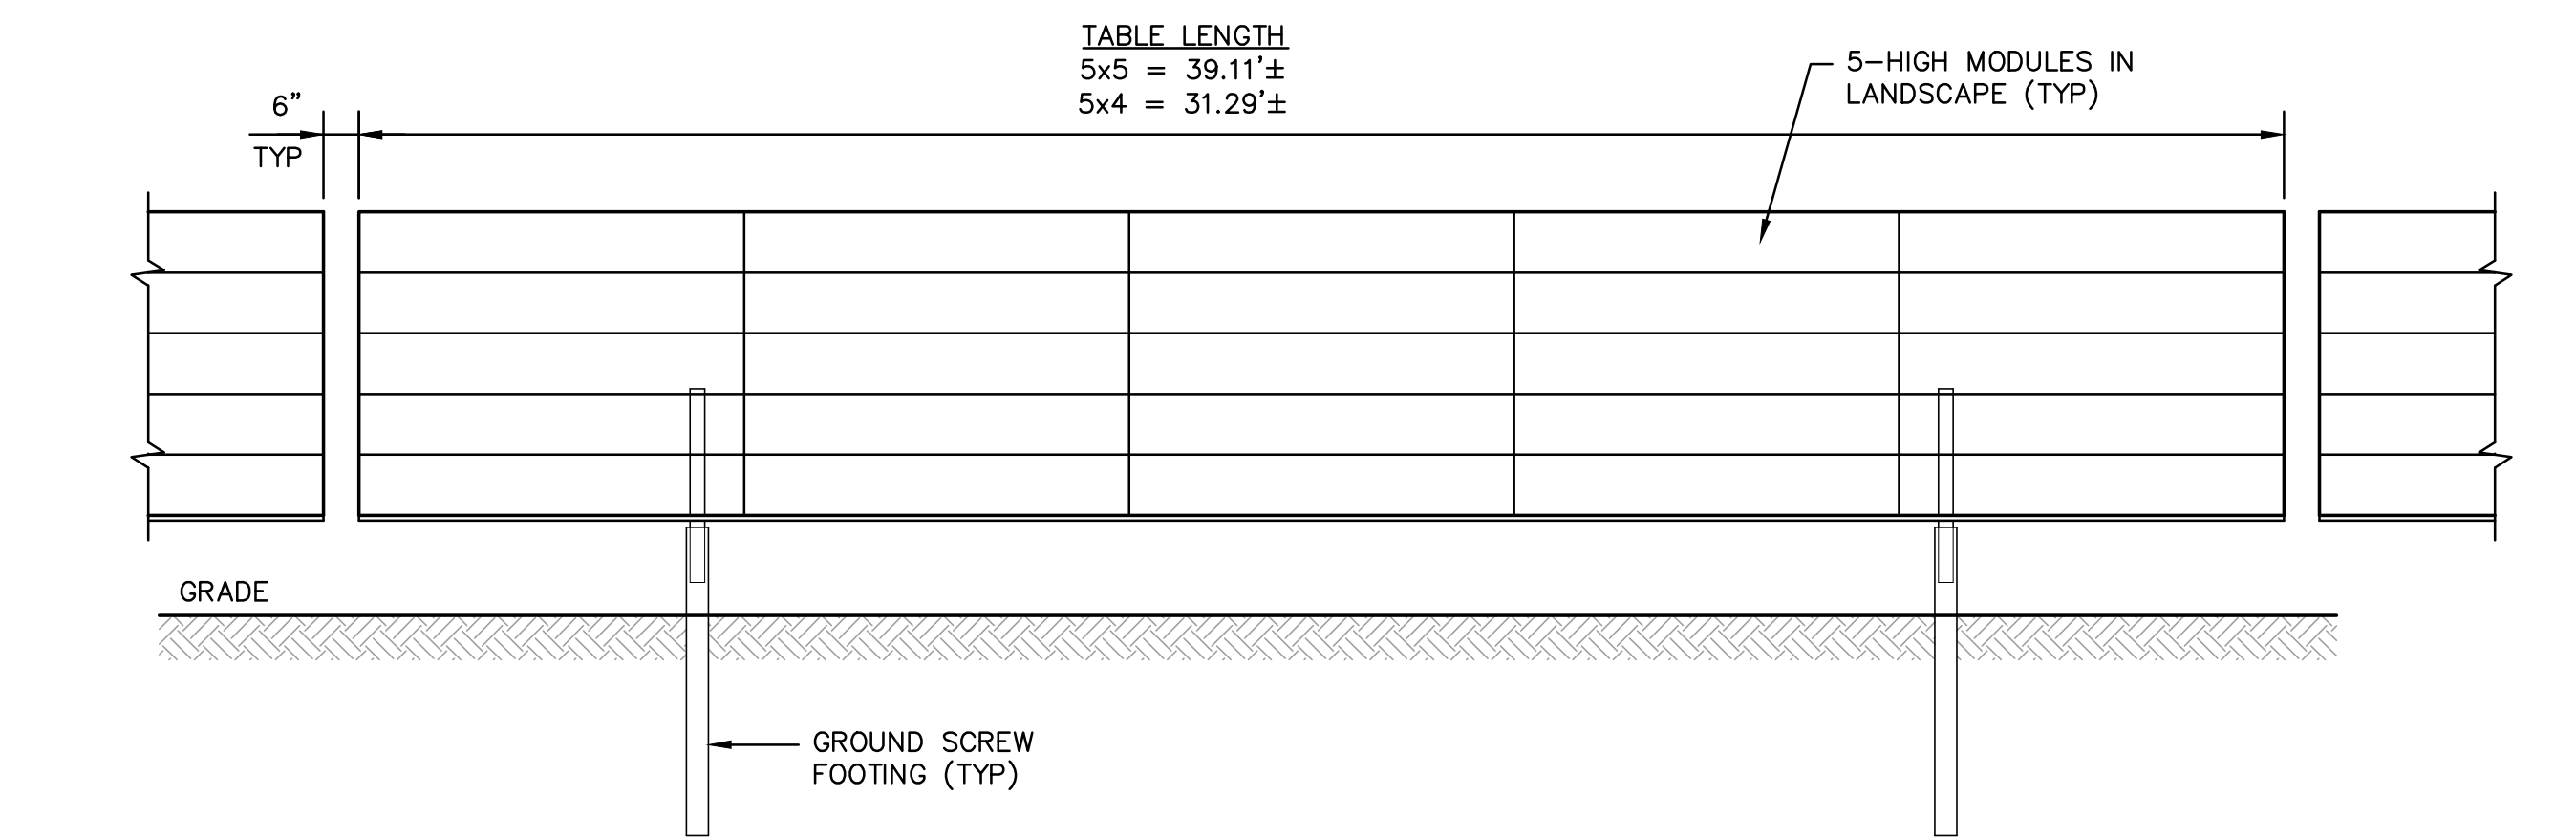 TABLE LENGTH
5x5 = 39.11'±
5x4 = 31.29'±
5-HIGH MODULES IN
LANDSCAPE (TYP)
6"
TYP
GRADE
GROUND SCREW
FOOTING (TYP)